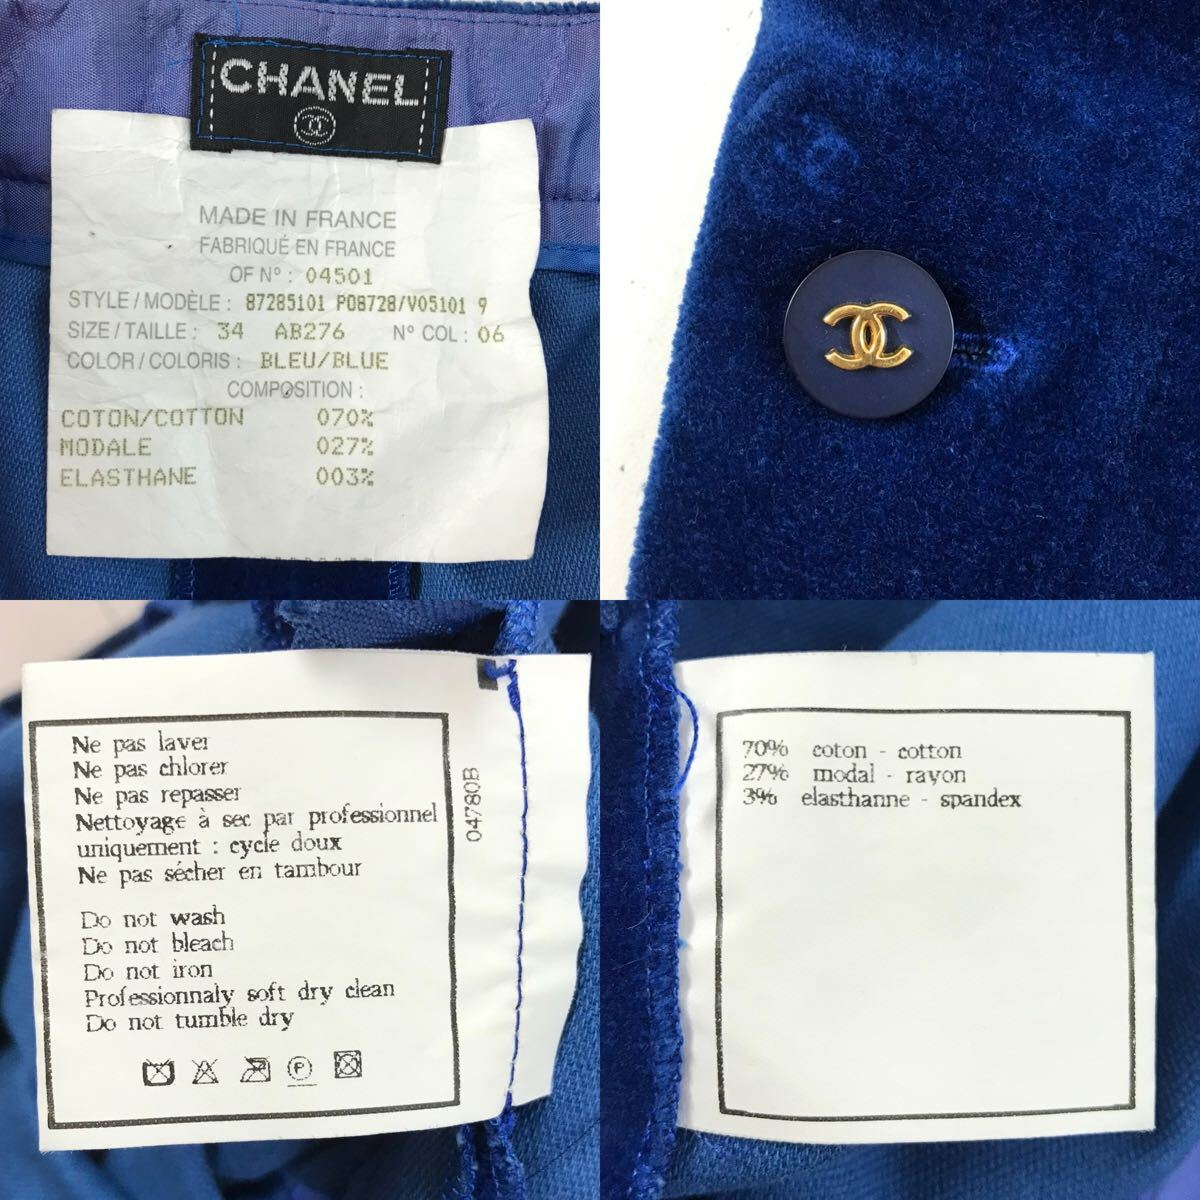 CHANEL
MADE IN FRANCE
FABRIQUÉ EN FRANCE
OF Nº : 04501
STYLE / MODÈLE : 87285101 P08728/V05101 9
SIZE / TAILLE : 34 AB276 Nº COL : 06
COLOR / COLORIS : BLEU/BLUE
COMPOSITION :
COTON/COTTON 070%
MODALE 027%
ELASTHANE 003%
Ne pas laver
Ne pas chlorer
Ne pas repasser
Nettoyage à sec par professionnel
uniquement : cycle doux
Ne pas sécher en tambour
Do not wash
Do not bleach
Do not iron
Professionnaly soft dry clean
Do not tumble dry
P
04780B
70% coton - cotton
27% modal - rayon
3% elasthanne - spandex